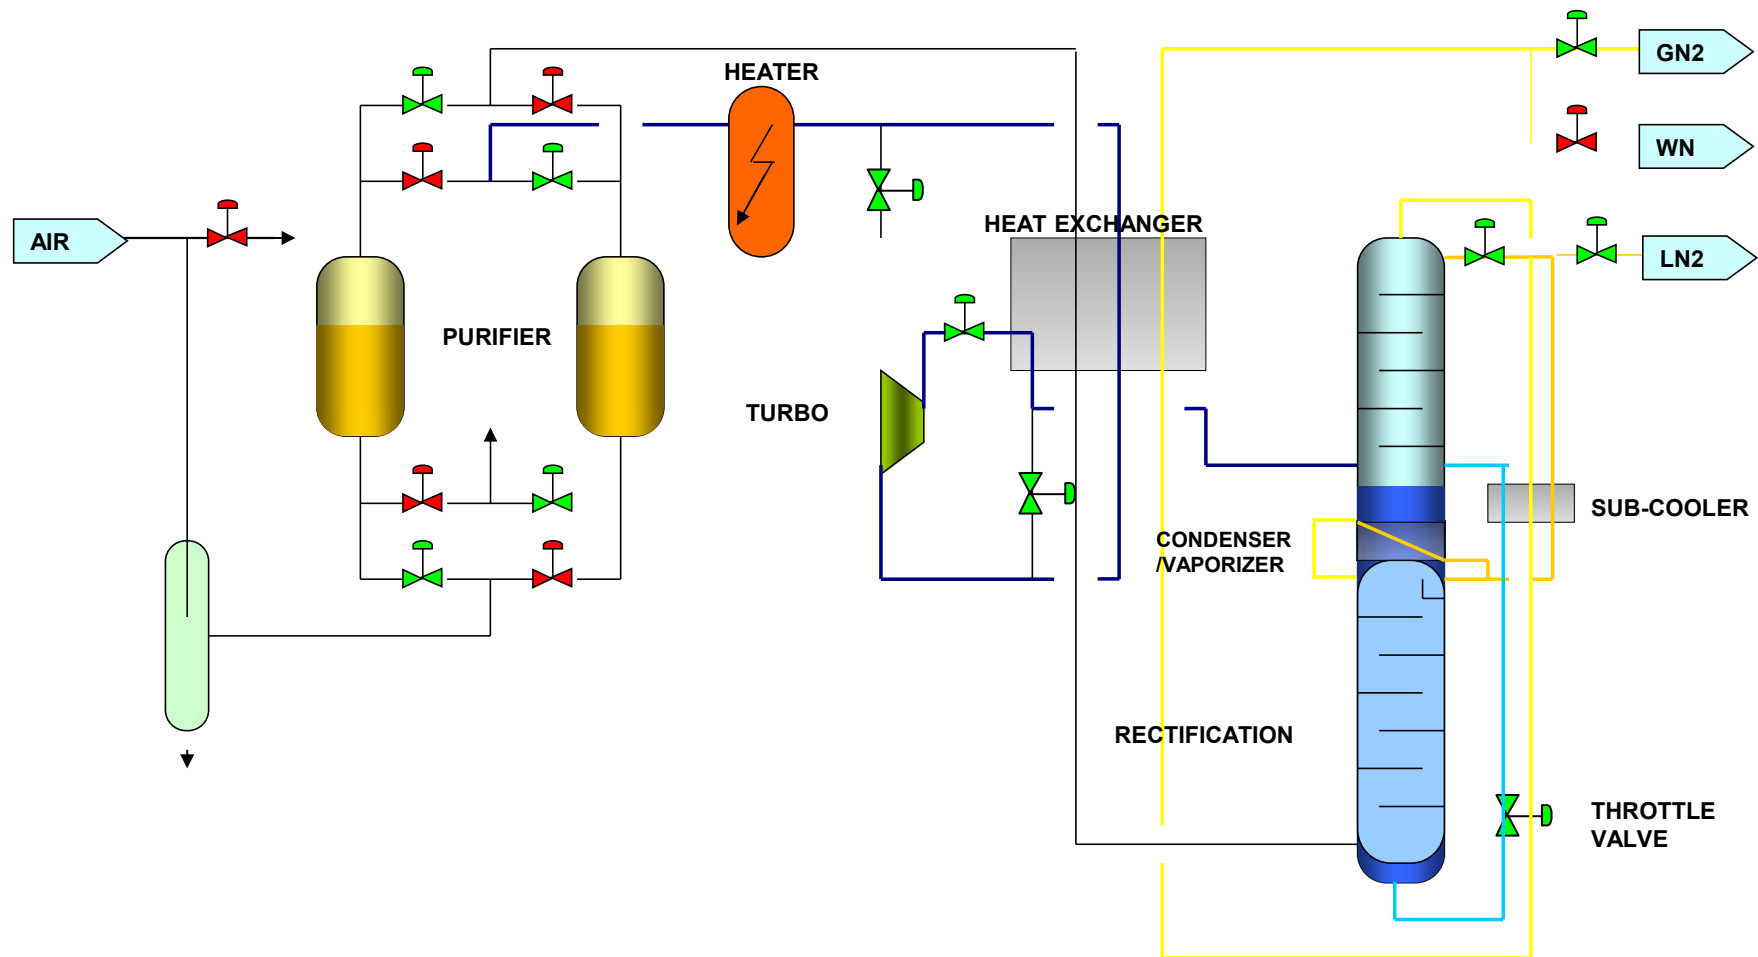 GN2
HEATER
WN
AIR
HEAT EXCHANGER
LN2
PURIFIER
TURBO
SUB-COOLER
CONDENSER
/VAPORIZER
RECTIFICATION
THROTTLE
VALVE